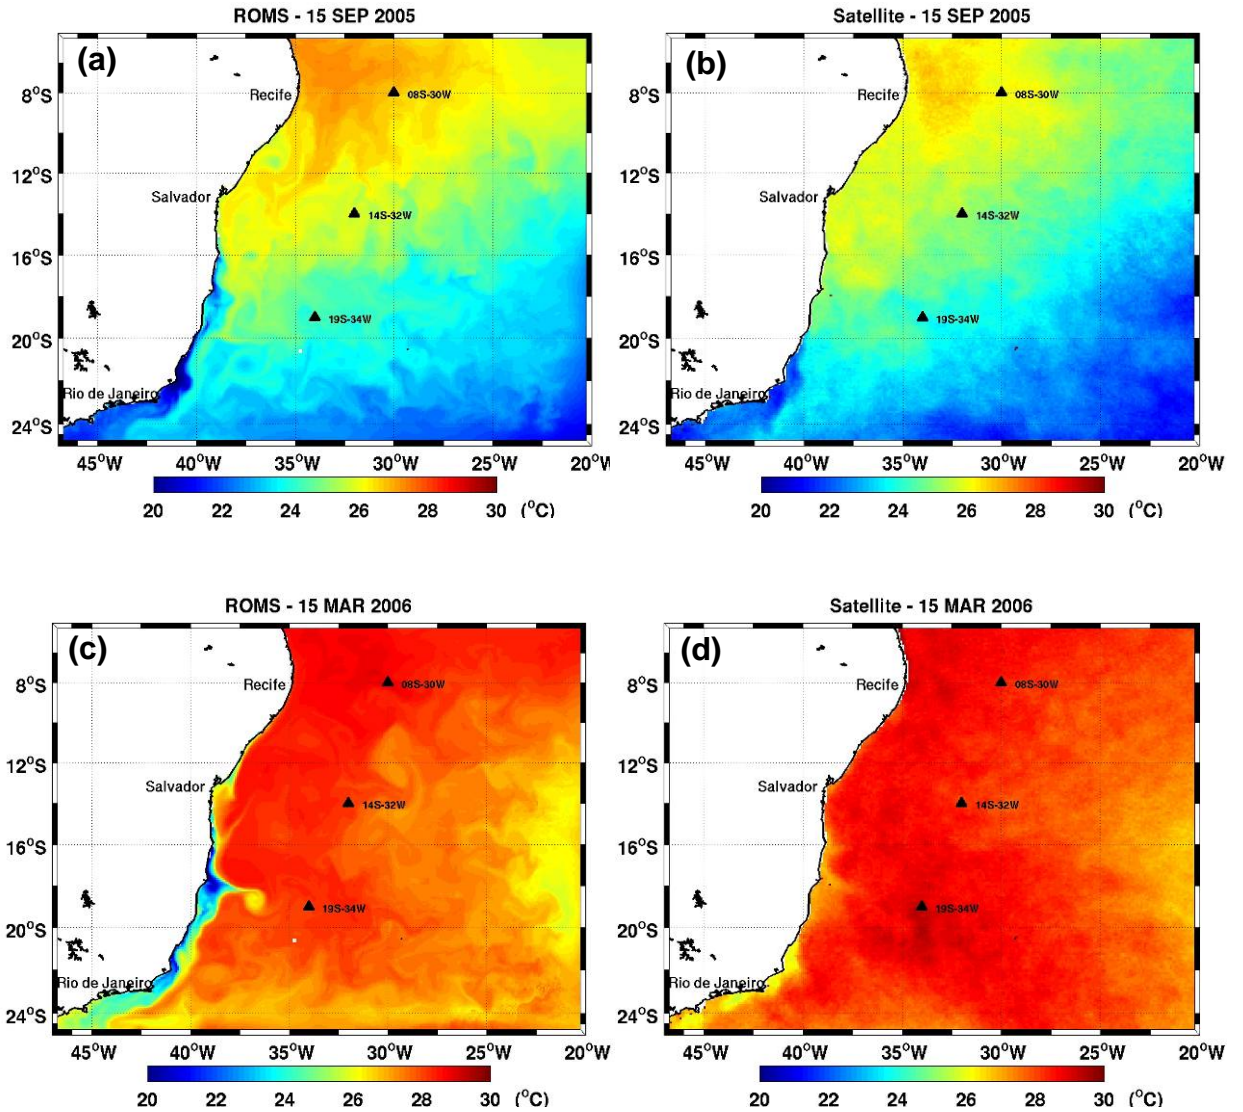 ROMS - 15 SEP 2005
(a)
8°S
12°S
16°S
20°S
24°S
Recife
Salvador
Rio de Janeiro
08S-30W
14S-32W
19S-34W
45°W 40°W 35°W 30°W 25°W 20°W
20 22 24 26 28 30 (°C)
Satellite - 15 SEP 2005
(b)
8°S
12°S
16°S
20°S
24°S
Recife
Salvador
Rio de Janeiro
08S-30W
14S-32W
19S-34W
45°W 40°W 35°W 30°W 25°W 20°W
20 22 24 26 28 30 (°C)
ROMS - 15 MAR 2006
(c)
8°S
12°S
16°S
20°S
24°S
Recife
Salvador
Rio de Janeiro
08S-30W
14S-32W
19S-34W
45°W 40°W 35°W 30°W 25°W 20°W
20 22 24 26 28 30 (°C)
Satellite - 15 MAR 2006
(d)
8°S
12°S
16°S
20°S
24°S
Recife
Salvador
Rio de Janeiro
08S-30W
14S-32W
19S-34W
45°W 40°W 35°W 30°W 25°W 20°W
20 22 24 26 28 30 (°C)